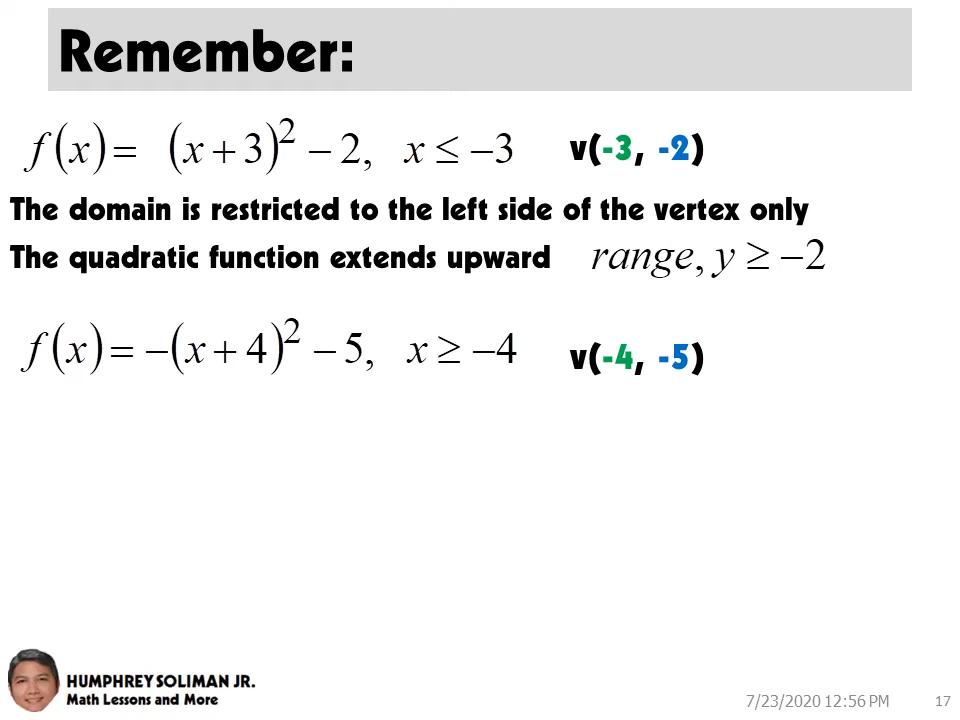 Remember:
f(x) = (x + 3)² − 2, x ≤ −3 v(-3, -2)
The domain is restricted to the left side of the vertex only
The quadratic function extends upward range, y ≥ −2
f(x) = −(x + 4)² − 5, x ≥ −4 v(-4, -5)
HUMPHREY SOLIMAN JR.
Math Lessons and More
7/23/2020 12:56 PM 17